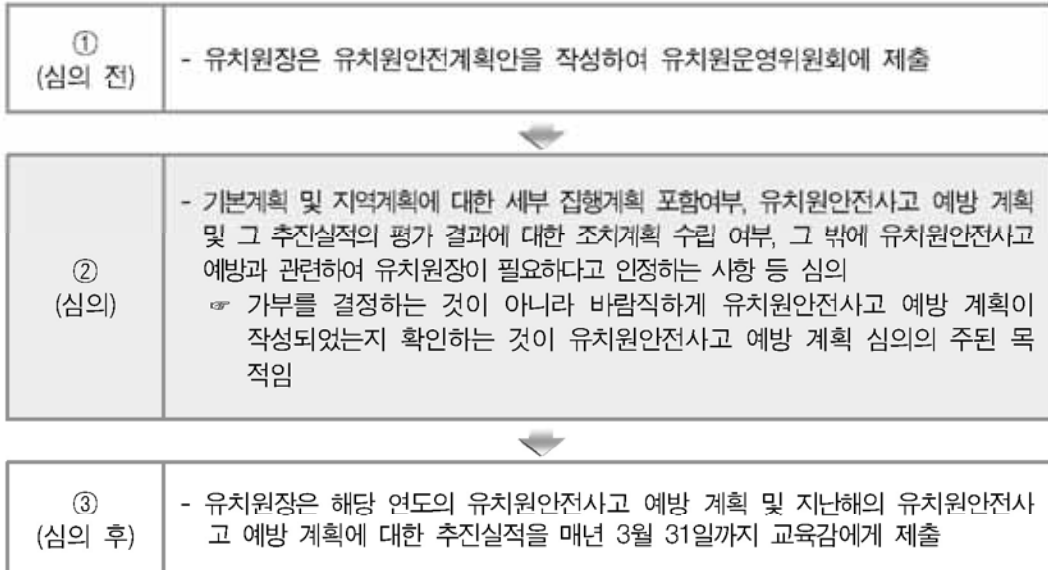 ①
(심의 전)
- 유치원장은 유치원안전계획안을 작성하여 유치원운영위원회에 제출
②
(심의)
- 기본계획 및 지역계획에 대한 세부 집행계획 포함여부, 유치원안전사고 예방 계획
및 그 추진실적의 평가 결과에 대한 조치계획 수립 여부, 그 밖에 유치원안전사고
예방과 관련하여 유치원장이 필요하다고 인정하는 사항 등 심의
☞ 가부를 결정하는 것이 아니라 바람직하게 유치원안전사고 예방 계획이
작성되었는지 확인하는 것이 유치원안전사고 예방 계획 심의의 주된 목
적임
③
(심의 후)
- 유치원장은 해당 연도의 유치원안전사고 예방 계획 및 지난해의 유치원안전사
고 예방 계획에 대한 추진실적을 매년 3월 31일까지 교육감에게 제출